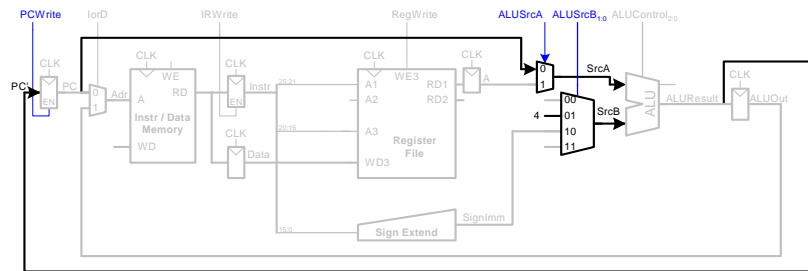 PCWrite IorD IRWrite RegWrite ALUSrcA ALUSrcB1:0 ALUControl2:0
CLK CLK CLK CLK CLK CLK
PC' PC EN 0 1 Adr A RD WE WD
Instr / Data
Memory
EN Instr Data CLK
25:21 20:16 15:0
A1 A2 A3 WD3 WE3 RD1 RD2
Register
File
A
0 1 SrcA
4 00 01 10 11 SrcB
ALU ALUResult ALUOut
SignImm
Sign Extend